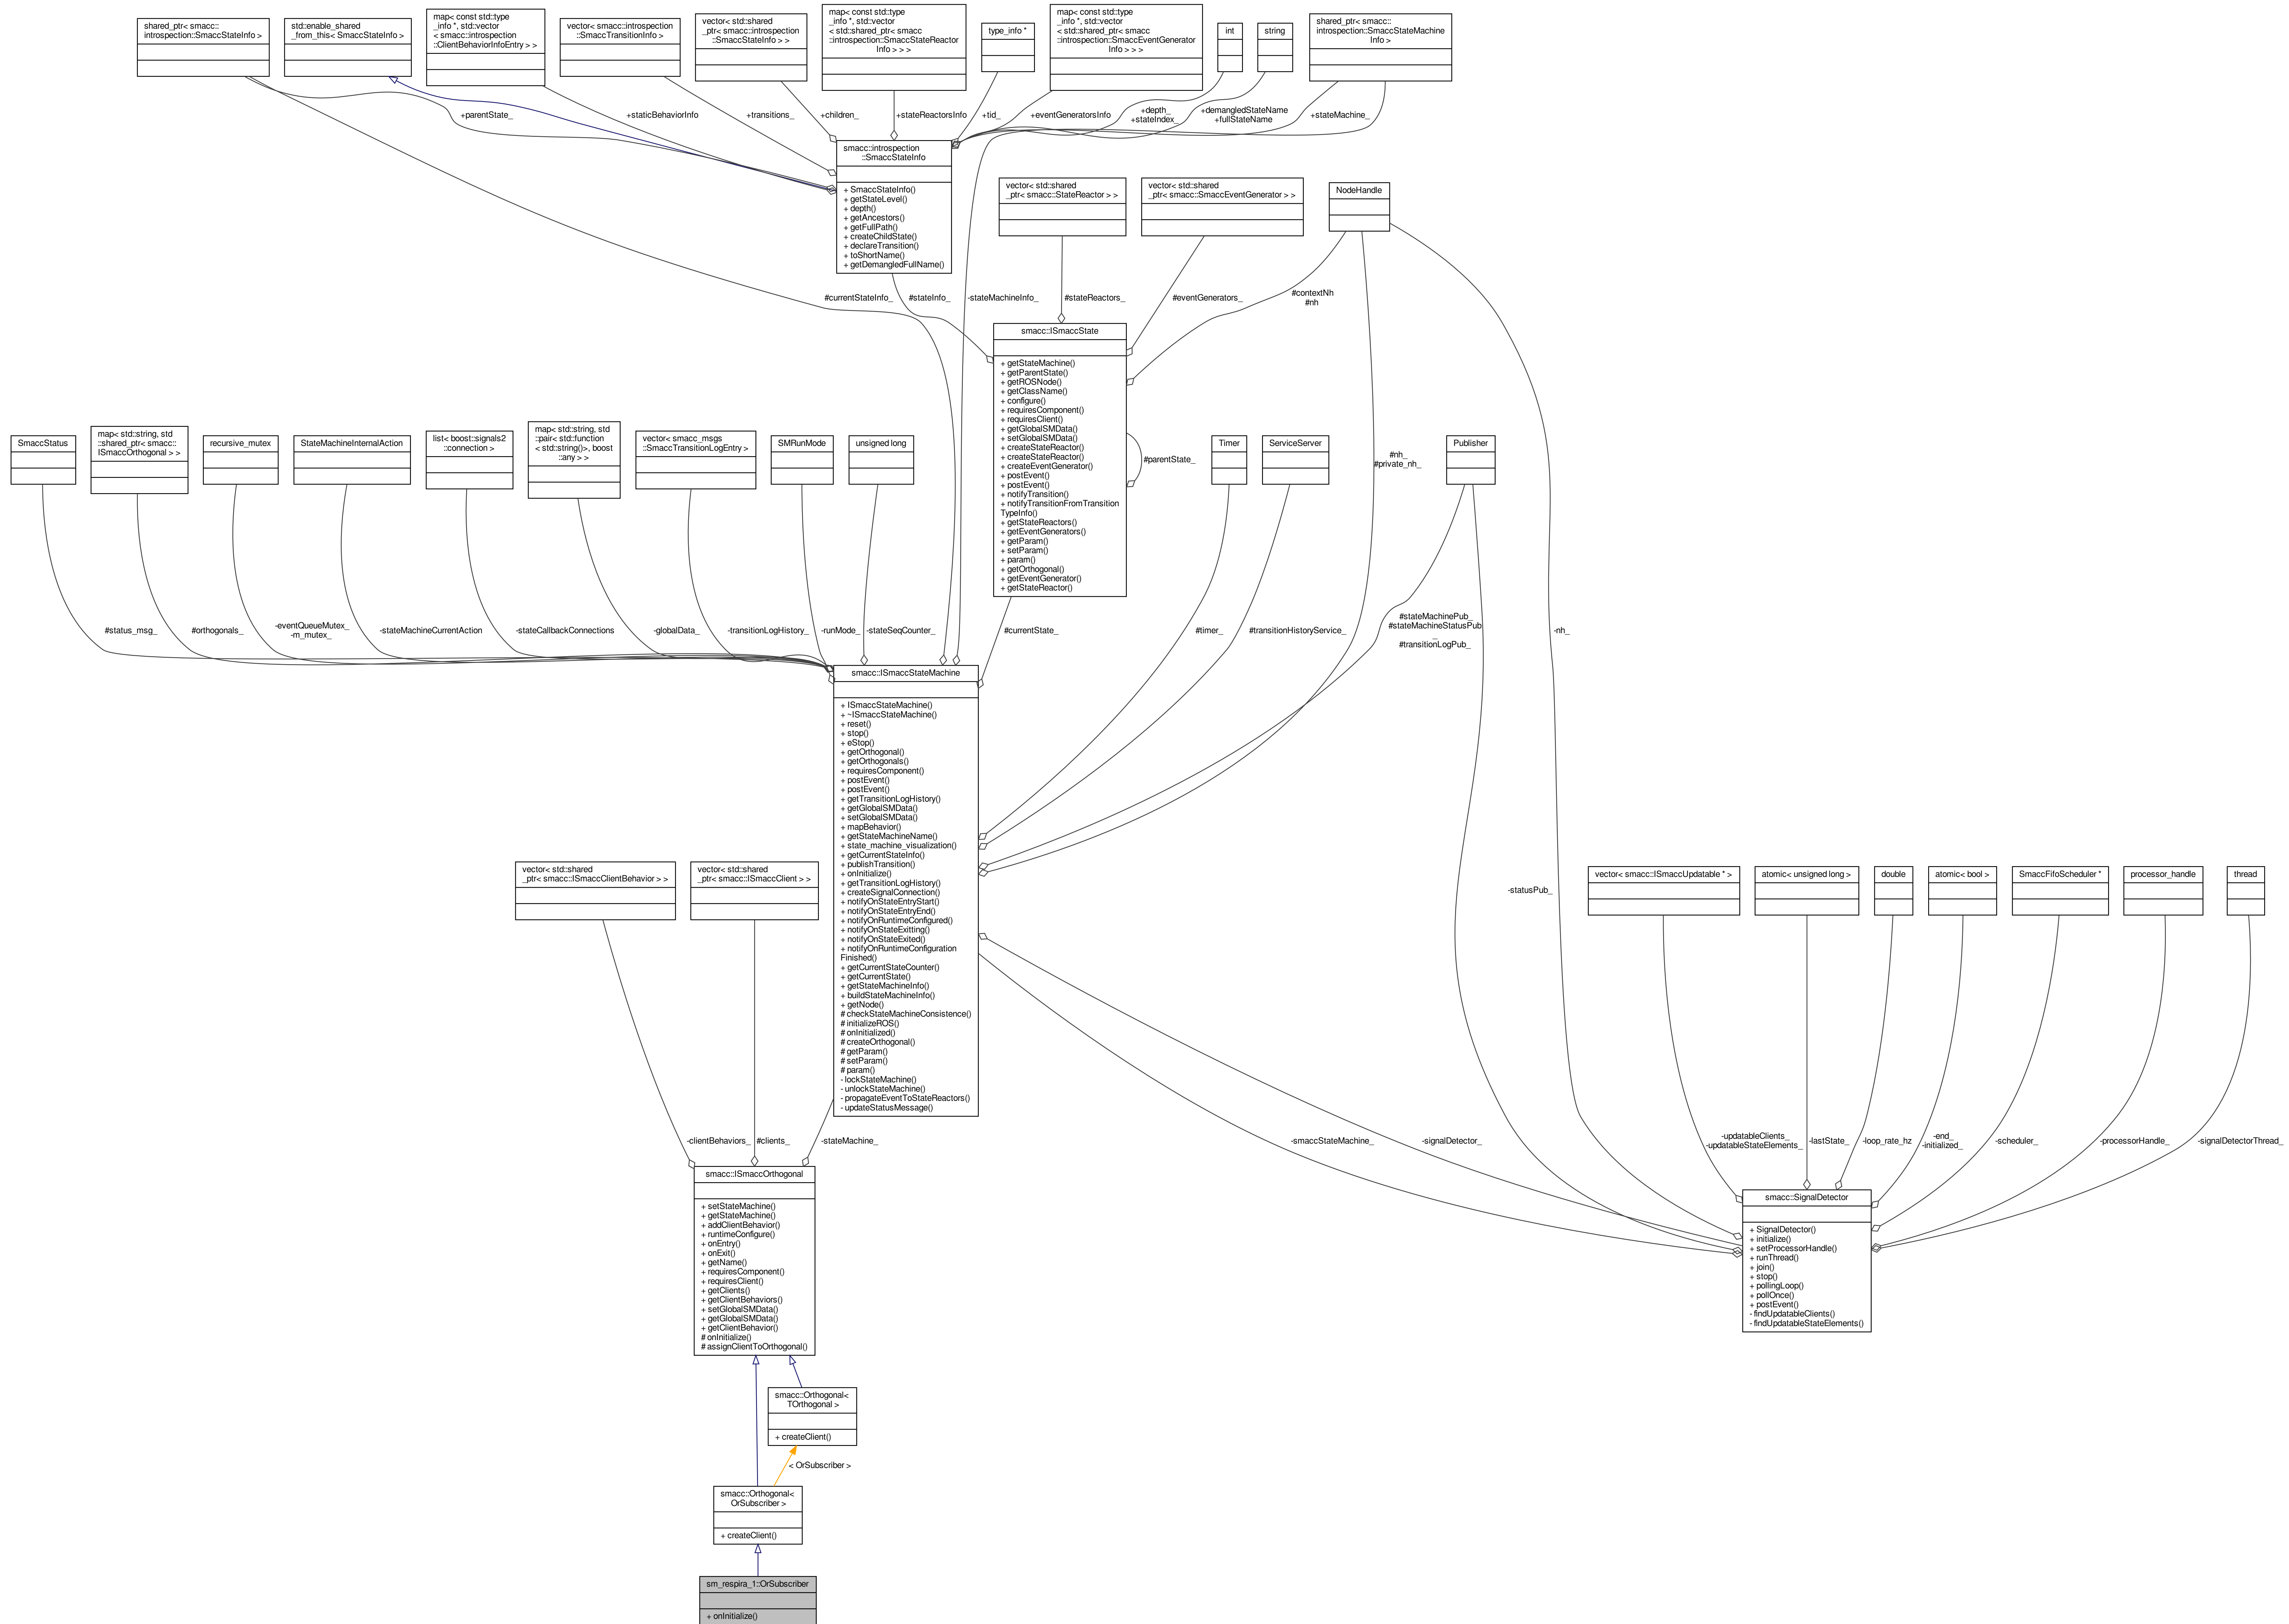 shared_ptr< smacc::
introspection::SmaccStateInfo >
std::enable_shared
_from_this< SmaccStateInfo >
map< const std::type
_info *, std::vector
< smacc::introspection
::ClientBehaviorInfoEntry > >
vector< smacc::introspection
::SmaccTransitionInfo >
vector< std::shared
_ptr< smacc::introspection
::SmaccStateInfo > >
map< const std::type
_info *, std::vector
< std::shared_ptr< smacc
::introspection::SmaccStateReactor
Info > > >
type_info *
map< const std::type
_info *, std::vector
< std::shared_ptr< smacc
::introspection::SmaccEventGenerator
Info > > >
int
string
shared_ptr< smacc::
introspection::SmaccStateMachine
Info >
+parentState_
+staticBehaviorInfo
+transitions_
+children_
+stateReactorsInfo
+tid_
+eventGeneratorsInfo
+depth_
+stateIndex_
+demangledStateName
+fullStateName
+stateMachine_
smacc::introspection
::SmaccStateInfo
+ SmaccStateInfo()
+ getStateLevel()
+ depth()
+ getAncestors()
+ getFullPath()
+ createChildState()
+ declareTransition()
+ toShortName()
+ getDemangledFullName()
vector< std::shared
_ptr< smacc::StateReactor > >
vector< std::shared
_ptr< smacc::SmaccEventGenerator > >
NodeHandle
#currentStateInfo_
#stateInfo_
-stateMachineInfo_
#stateReactors_
#eventGenerators_
#contextNh
#nh
smacc::ISmaccState
+ getStateMachine()
+ getParentState()
+ getROSNode()
+ getClassName()
+ configure()
+ requiresComponent()
+ requiresClient()
+ getGlobalSMData()
+ setGlobalSMData()
+ createStateReactor()
+ createStateReactor()
+ createEventGenerator()
+ postEvent()
+ postEvent()
+ notifyTransition()
+ notifyTransitionFromTransition
TypeInfo()
+ getStateReactors()
+ getEventGenerators()
+ getParam()
+ setParam()
+ param()
+ getOrthogonal()
+ getEventGenerator()
+ getStateReactor()
#parentState_
SmaccStatus
map< std::string, std
::shared_ptr< smacc::
ISmaccOrthogonal > >
recursive_mutex
StateMachineInternalAction
list< boost::signals2
::connection >
map< std::string, std
::pair< std::function
< std::string()>, boost
::any > >
vector< smacc_msgs
::SmaccTransitionLogEntry >
SMRunMode
unsigned long
Timer
ServiceServer
Publisher
#nh_
#private_nh_
#status_msg_
#orthogonals_
-eventQueueMutex_
-m_mutex_
-stateMachineCurrentAction
-stateCallbackConnections
-globalData_
-transitionLogHistory_
-runMode_
-stateSeqCounter_
#currentState_
#timer_
#transitionHistoryService_
#stateMachinePub_
#stateMachineStatusPub
_
#transitionLogPub_
-nh_
smacc::ISmaccStateMachine
+ ISmaccStateMachine()
+ ~ISmaccStateMachine()
+ reset()
+ stop()
+ eStop()
+ getOrthogonal()
+ getOrthogonals()
+ requiresComponent()
+ postEvent()
+ postEvent()
+ getTransitionLogHistory()
+ getGlobalSMData()
+ setGlobalSMData()
+ mapBehavior()
+ getStateMachineName()
+ state_machine_visualization()
+ getCurrentStateInfo()
+ publishTransition()
+ onInitialize()
+ getTransitionLogHistory()
+ createSignalConnection()
+ notifyOnStateEntryStart()
+ notifyOnStateEntryEnd()
+ notifyOnRuntimeConfigured()
+ notifyOnStateExitting()
+ notifyOnStateExited()
+ notifyOnRuntimeConfiguration
Finished()
+ getCurrentStateCounter()
+ getCurrentState()
+ getStateMachineInfo()
+ buildStateMachineInfo()
+ getNode()
# checkStateMachineConsistence()
# initializeROS()
# onInitialized()
# createOrthogonal()
# getParam()
# setParam()
# param()
- lockStateMachine()
- unlockStateMachine()
- propagateEventToStateReactors()
- updateStatusMessage()
vector< std::shared
_ptr< smacc::ISmaccClientBehavior > >
vector< std::shared
_ptr< smacc::ISmaccClient > >
-statusPub_
vector< smacc::ISmaccUpdatable * >
atomic< unsigned long >
double
atomic< bool >
SmaccFifoScheduler *
processor_handle
thread
-clientBehaviors_
#clients_
-stateMachine_
-smaccStateMachine_
-signalDetector_
-updatableClients_
-updatableStateElements_
-lastState_
-loop_rate_hz
-end_
-initialized_
-scheduler_
-processorHandle_
-signalDetectorThread_
smacc::ISmaccOrthogonal
+ setStateMachine()
+ getStateMachine()
+ addClientBehavior()
+ runtimeConfigure()
+ onEntry()
+ onExit()
+ getName()
+ requiresComponent()
+ requiresClient()
+ getClients()
+ getClientBehaviors()
+ setGlobalSMData()
+ getGlobalSMData()
+ getClientBehavior()
# onInitialize()
# assignClientToOrthogonal()
smacc::SignalDetector
+ SignalDetector()
+ initialize()
+ setProcessorHandle()
+ runThread()
+ join()
+ stop()
+ pollingLoop()
+ pollOnce()
+ postEvent()
- findUpdatableClients()
- findUpdatableStateElements()
smacc::Orthogonal<
TOrthogonal >
+ createClient()
< OrSubscriber >
smacc::Orthogonal<
OrSubscriber >
+ createClient()
sm_respira_1::OrSubscriber
+ onInitialize()